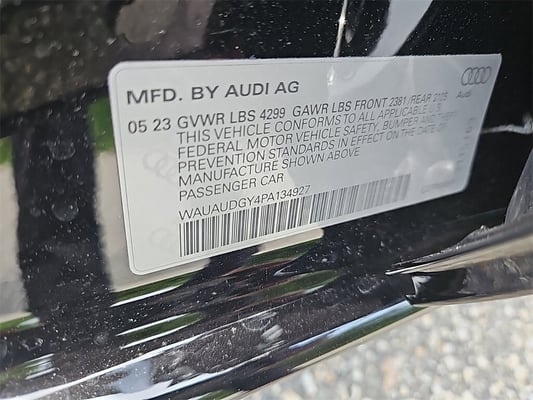 MFD. BY AUDI AG
05 23 GVWR LBS 4299 GAWR LBS FRONT 2381/REAR 2105
THIS VEHICLE CONFORMS TO ALL APPLICABLE U.S.
FEDERAL MOTOR VEHICLE SAFETY, BUMPER AND THEFT
PREVENTION STANDARDS IN EFFECT ON THE DATE OF
MANUFACTURE SHOWN ABOVE
PASSENGER CAR
WAUAUDGY4PA134927
Audi